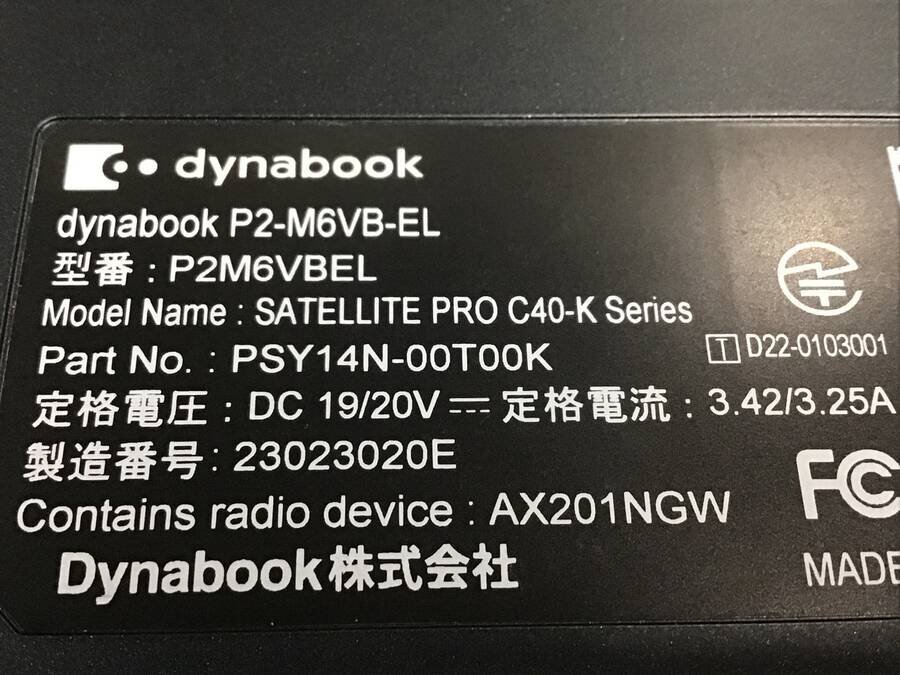 dynabook
dynabook P2-M6VB-EL
型番 : P2M6VBEL
Model Name : SATELLITE PRO C40-K Series
Part No. : PSY14N-00T00K
T D22-0103001
定格電圧 : DC 19/20V 定格電流 : 3.42/3.25A
製造番号: 23023020E
FC
Contains radio device : AX201NGW
Dynabook株式会社
MADE